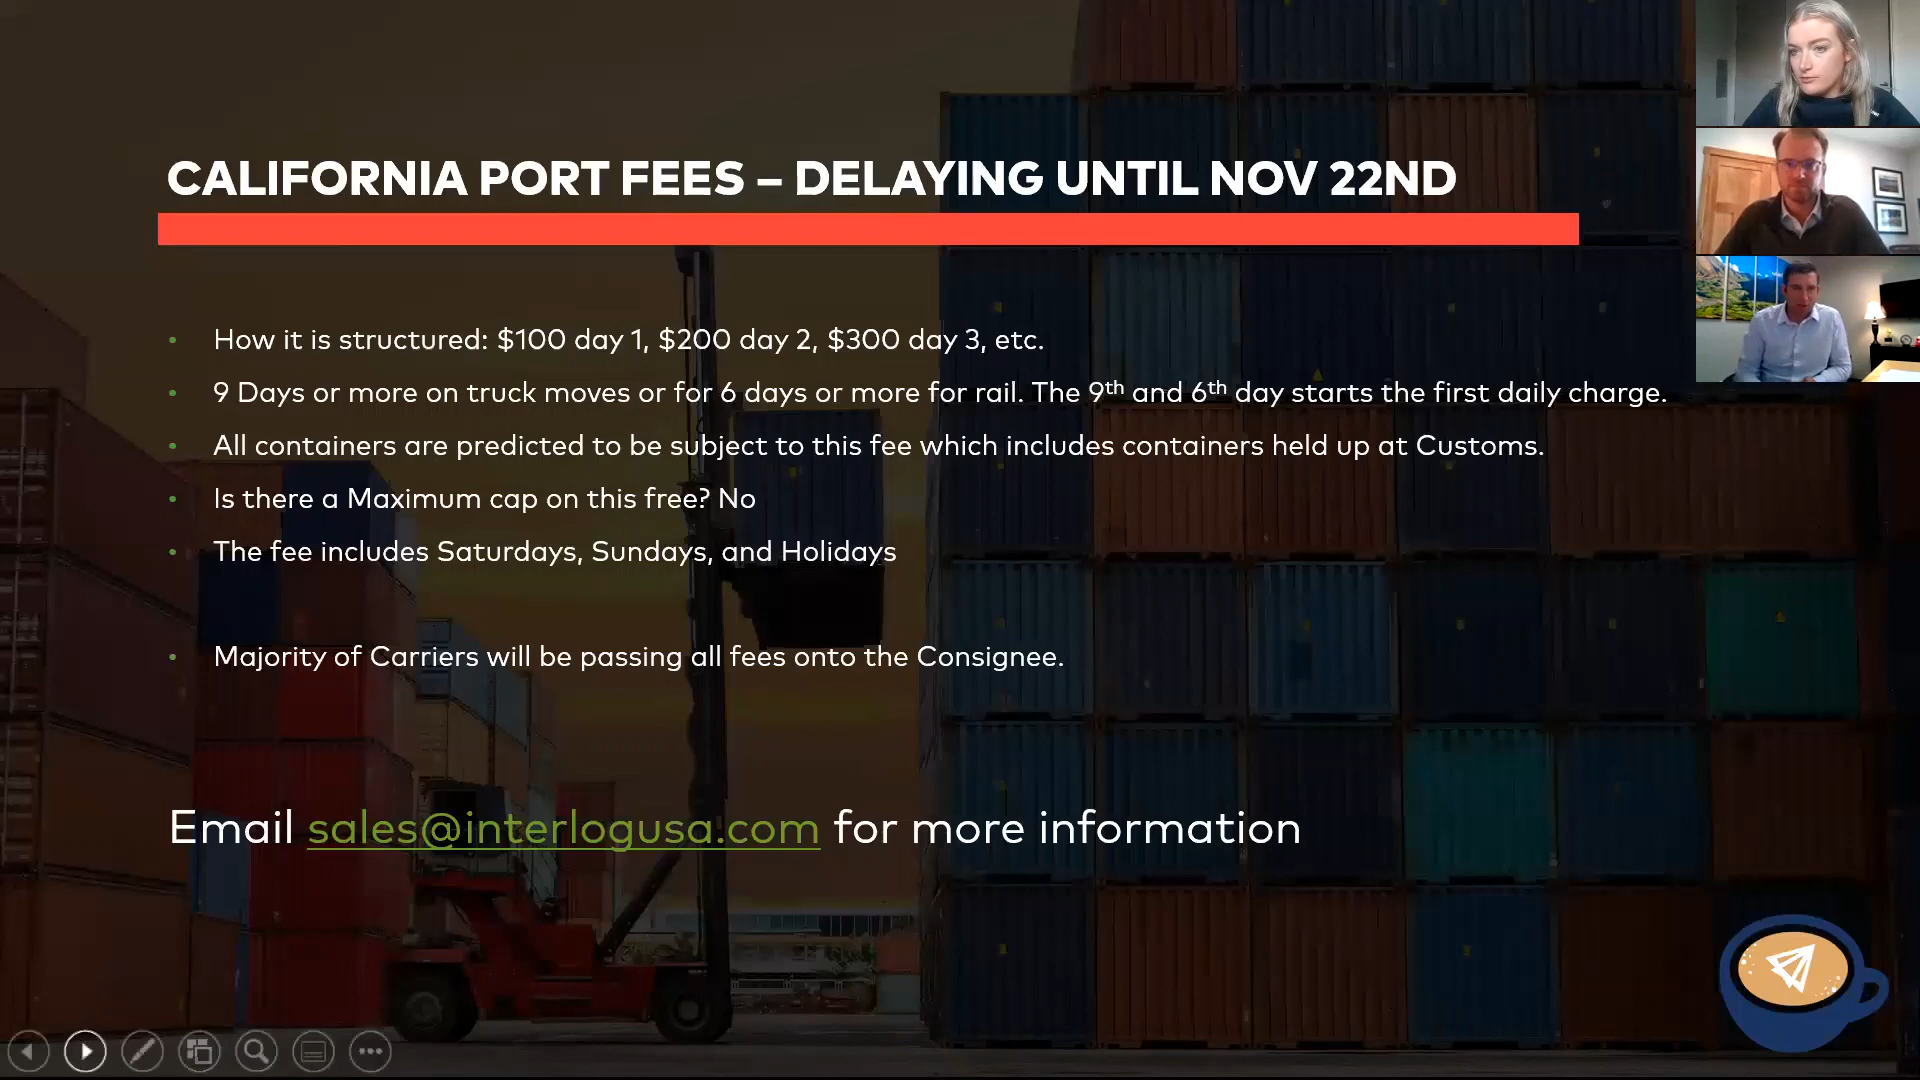 CALIFORNIA PORT FEES – DELAYING UNTIL NOV 22ND
• How it is structured: $100 day 1, $200 day 2, $300 day 3, etc.
• 9 Days or more on truck moves or for 6 days or more for rail. The 9th and 6th day starts the first daily charge.
• All containers are predicted to be subject to this fee which includes containers held up at Customs.
• Is there a Maximum cap on this free? No
• The fee includes Saturdays, Sundays, and Holidays
• Majority of Carriers will be passing all fees onto the Consignee.
Email sales@interlogusa.com for more information